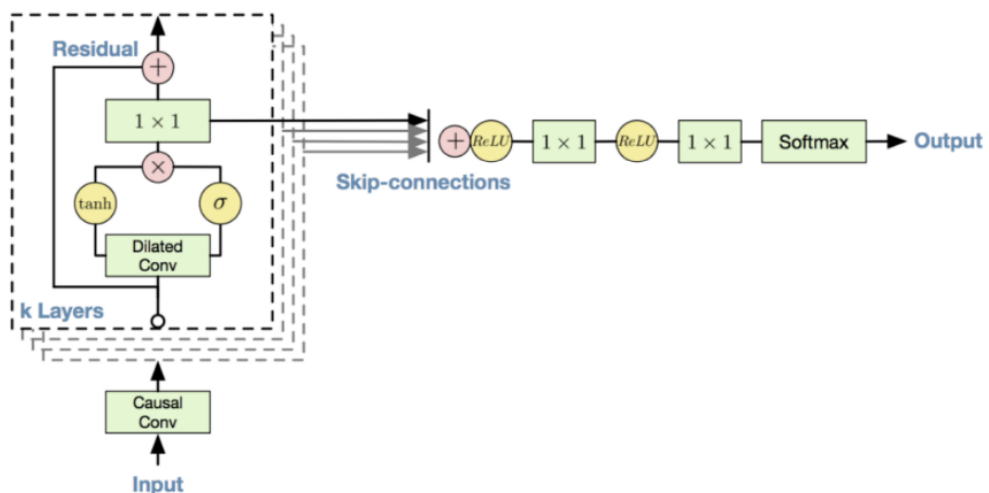 Residual
+
1 × 1
×
tanh
σ
Dilated
Conv
k Layers
Causal
Conv
Input
Skip-connections
+
ReLU
1 × 1
ReLU
1 × 1
Softmax
Output